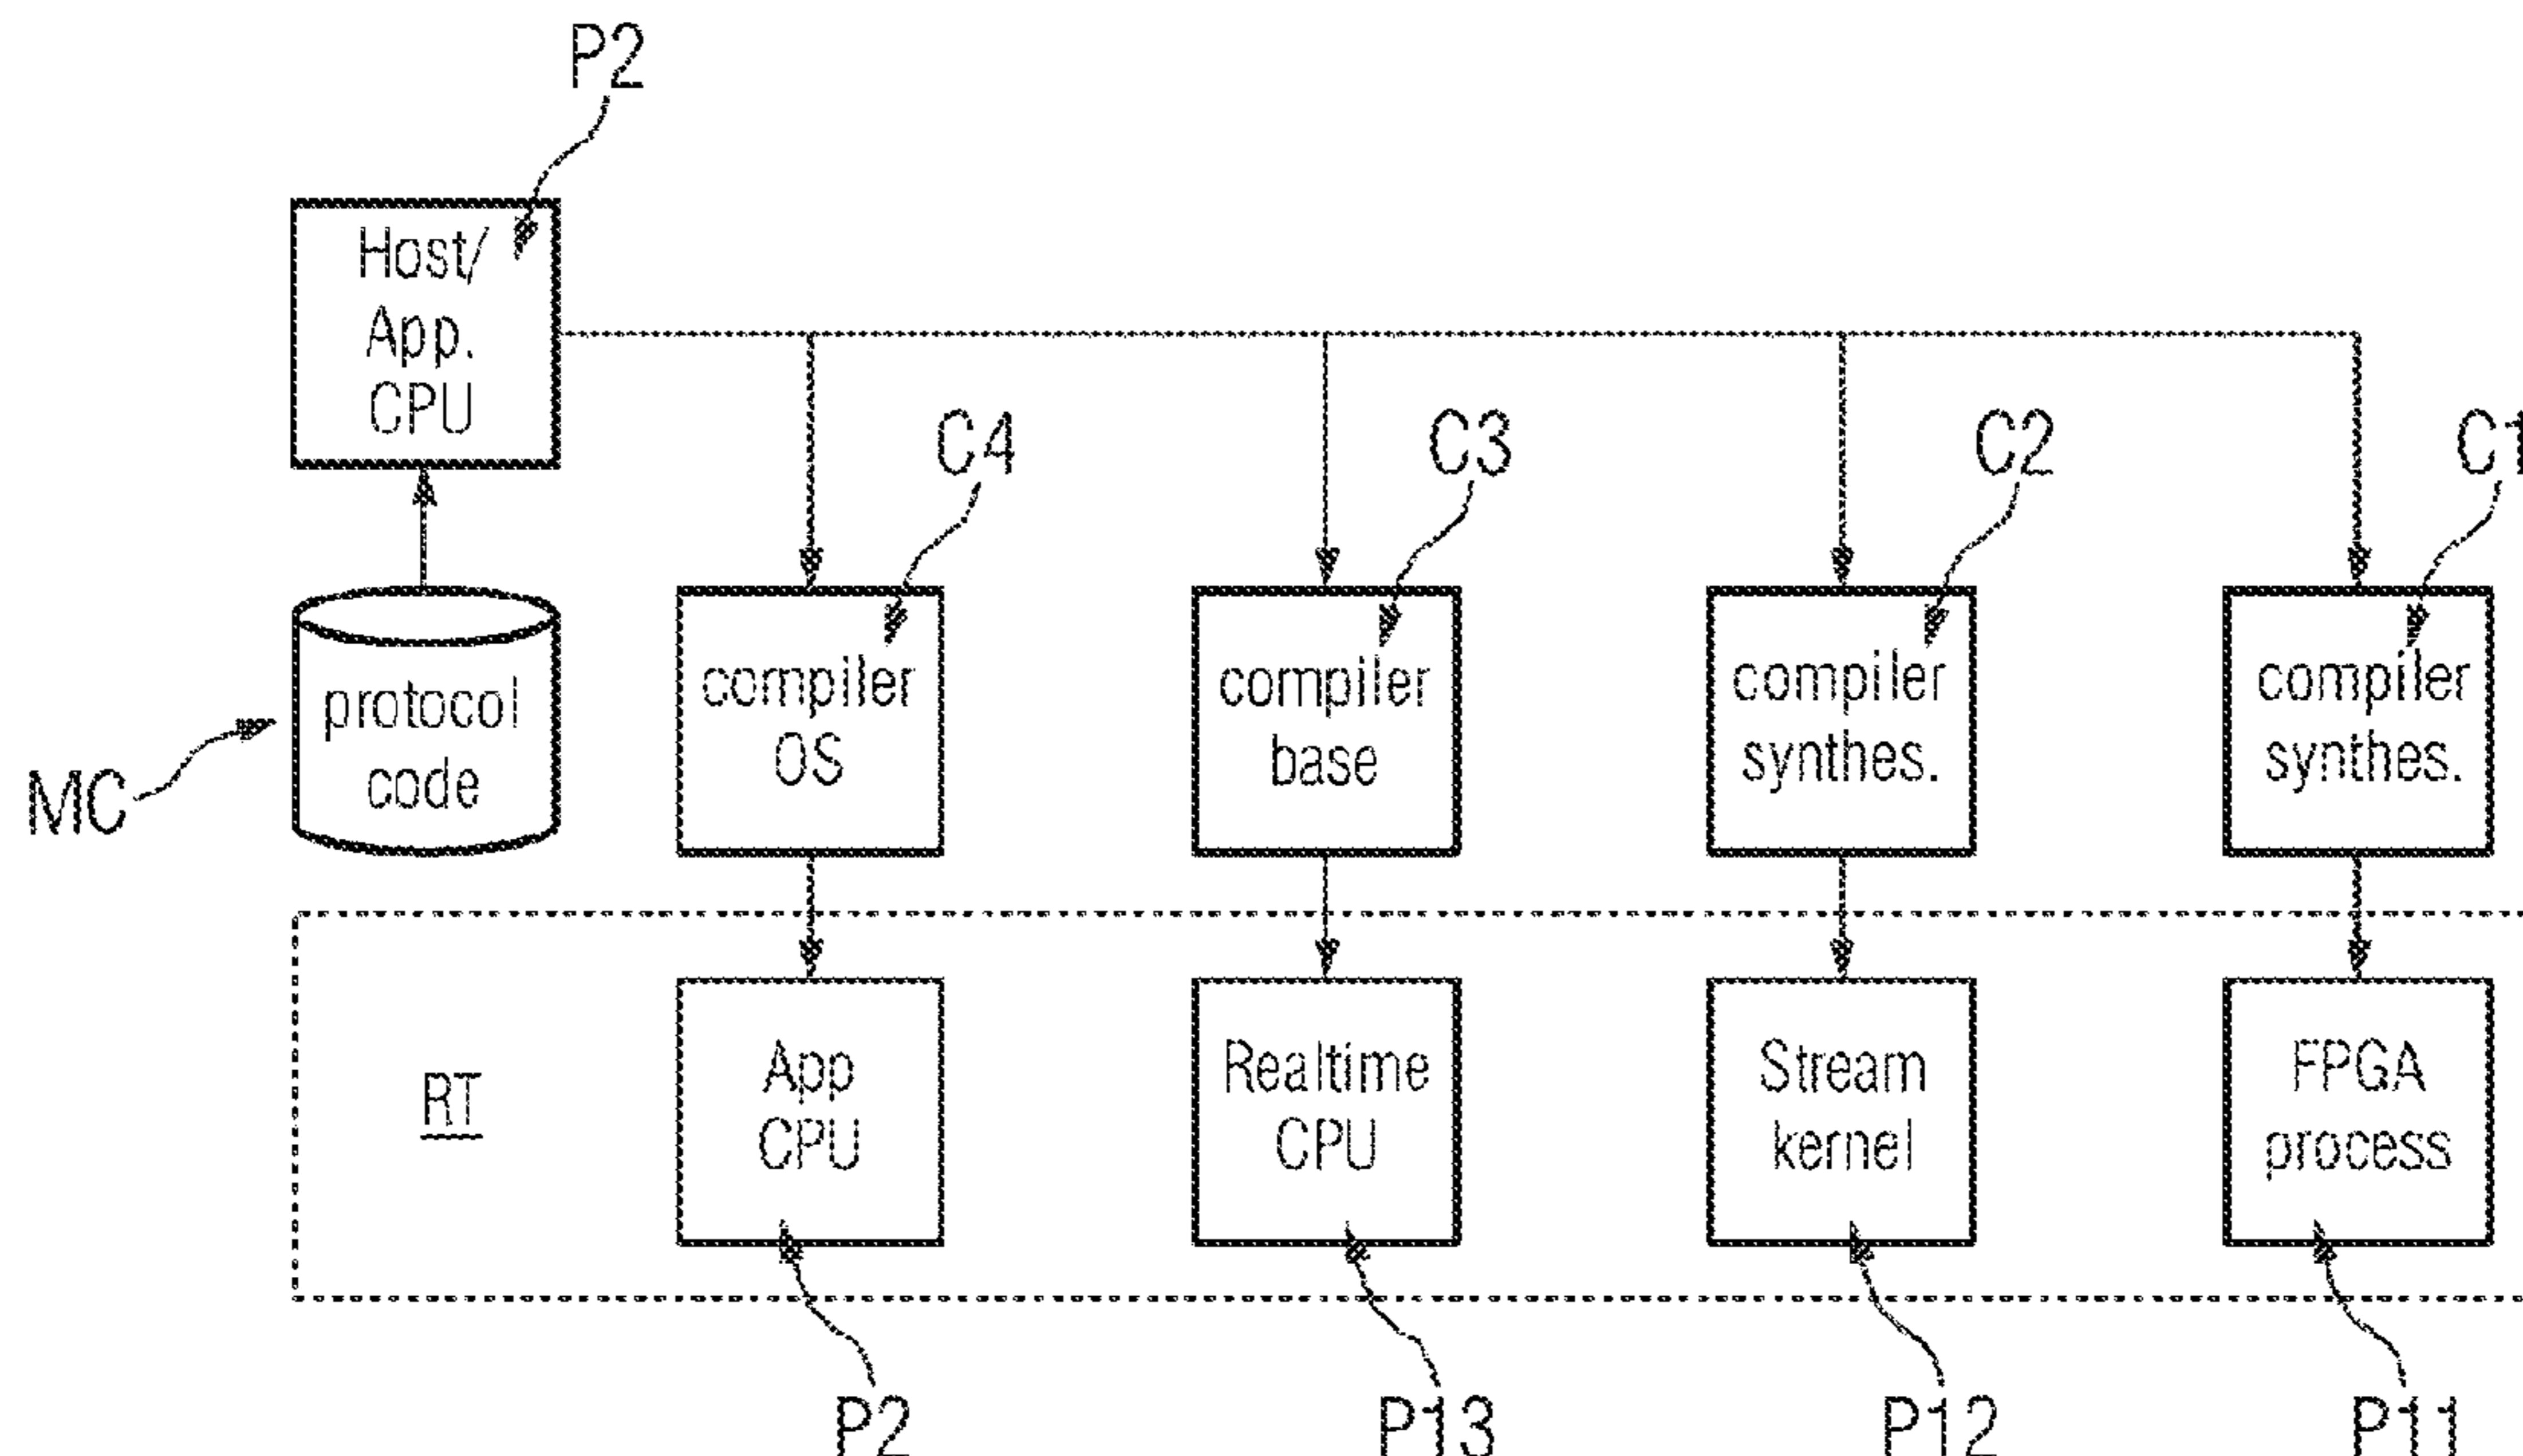 P2
Host/
App.
CPU
C4
C3
C2
C1
protocol
code
MC
compiler
OS
compiler
base
compiler
synthes.
compiler
synthes.
RT
App
CPU
Realtime
CPU
Stream
kernel
FPGA
process
P2
P13
P12
P11